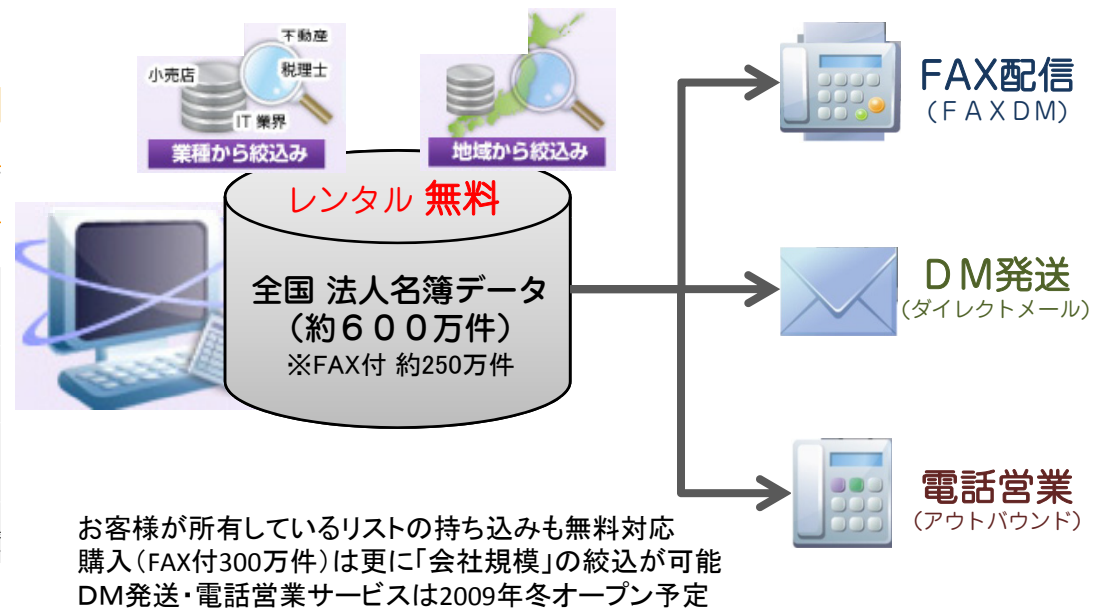 不動産
小売店
税理士
IT 業界
業種から絞込み
地域から絞込み
レンタル 無料
全国 法人名簿データ
（約６００万件）
※FAX付 約250万件
FAX配信
（ＦＡＸＤＭ）
ＤＭ発送
（ダイレクトメール）
電話営業
（アウトバウンド）
お客様が所有しているリストの持ち込みも無料対応
購入（FAX付300万件）は更に「会社規模」の絞込が可能
DM発送・電話営業サービスは2009年冬オープン予定